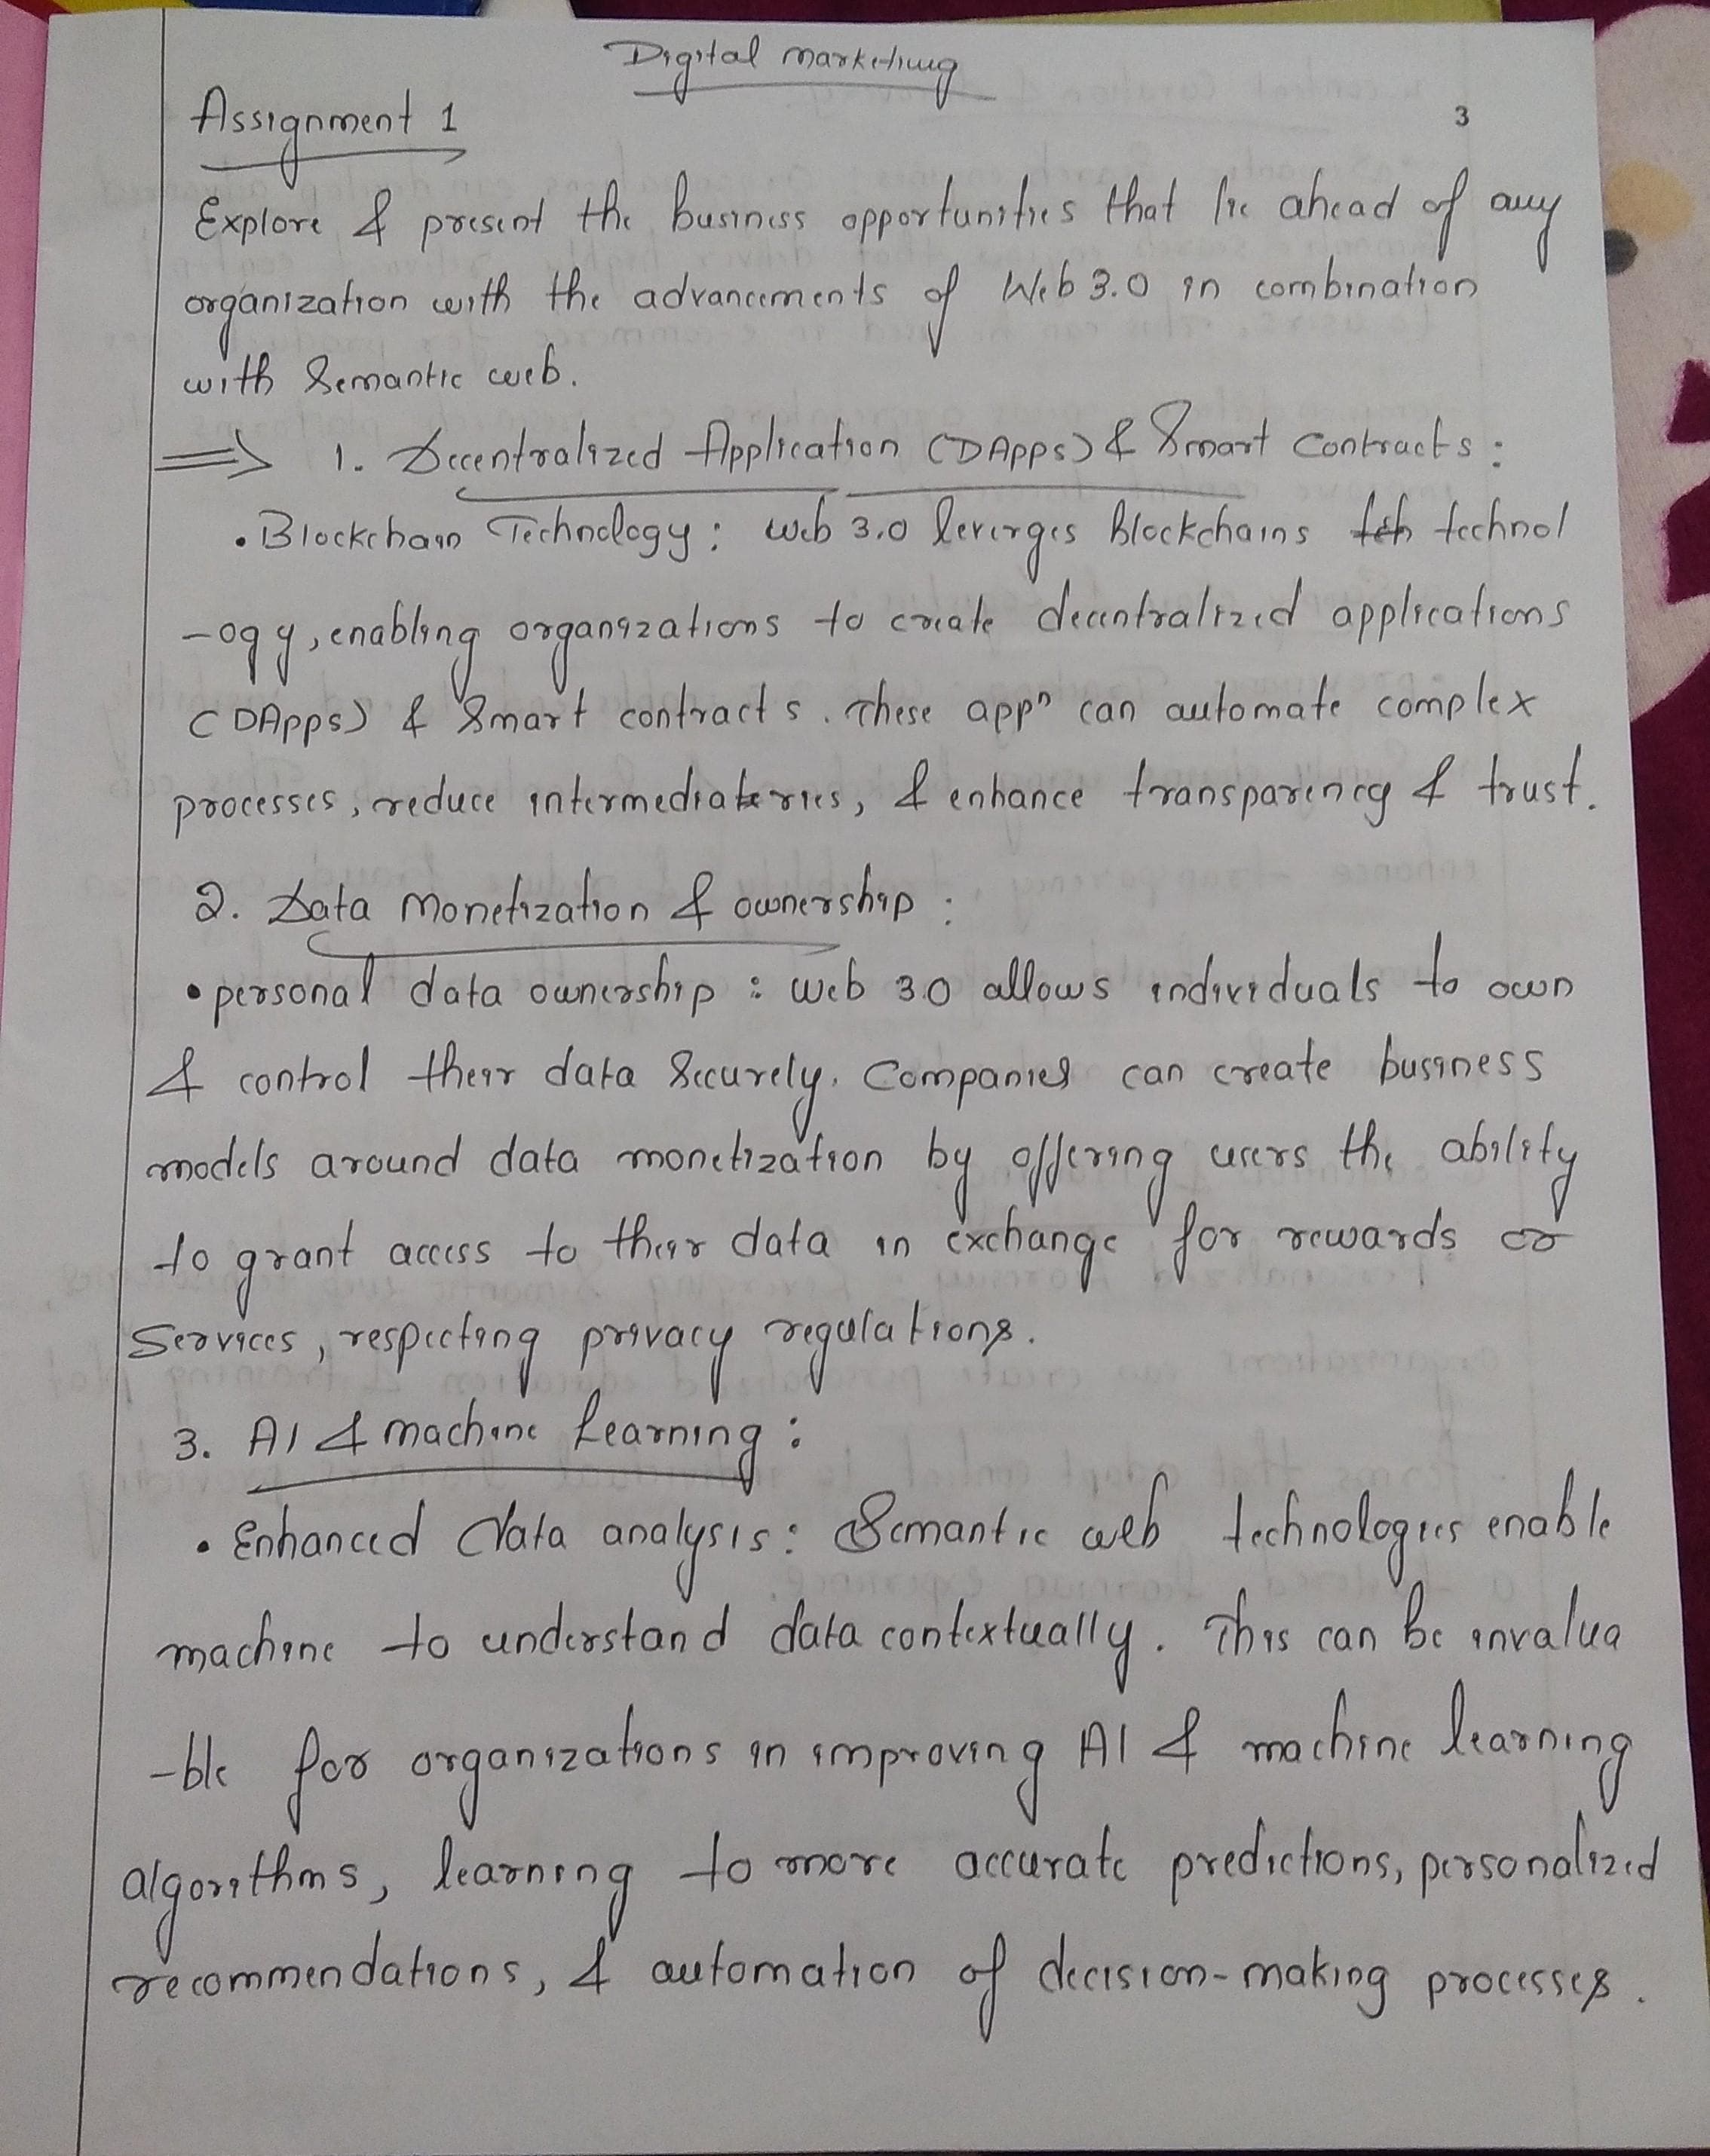 Digital marketing
Assignment 1
3
Explore & present the business opportunities that lie ahead of any
organization with the advancements of Web 3.0 in combination
with Semantic web.
⇒ 1. Decentralized Application (DApps) & Smart Contracts :
• Blockchain Technology : Web 3.0 leverges blockchains technol
-ogy, enabling organizations to create decentralized applications
(DApps) & Smart contracts. These appⁿ can automate complex
processes, reduce intermediateries, & enhance transparency & trust.
2. Data Monetization & ownership :
• personal data ownership : Web 3.0 allows individuals to own
& control their data Securely. Companies can create business
models around data monetization by offering users the ability
to grant access to their data in exchange for rewards or
Services, respecting privacy regulations.
3. AI & machine Learning :
• Enhanced Data analysis : Semantic web technologies enable
machine to understand data contextually. This can be invalua
-ble for organizations in improving AI & machine learning
algorithms, learning to more accurate predictions, personalized
recommendations, & automation of decision-making processes.